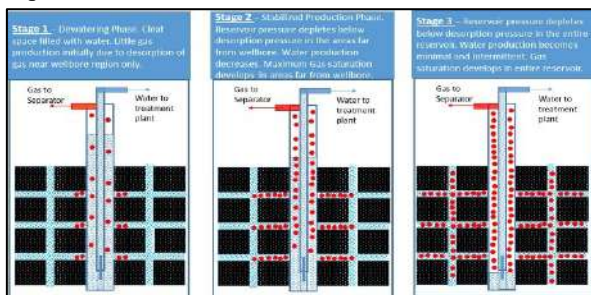 Stage 1 – Dewatering Phase. Cleat
space filled with water. Little gas
production initially due to desorption of
gas near wellbore region only.
Stage 2 – Stabilized Production Phase.
Reservoir pressure depletes below
desorption pressure in the areas far
from wellbore. Water production
decreases. Maximum Gas saturation
develops in areas far from wellbore.
Stage 3 – Reservoir pressure depletes
below desorption pressure in the entire
reservoir. Water production becomes
minimal and intermittent. Gas
saturation develops in entire reservoir.
Gas to
Separator
Water to
treatment
plant
Gas to
Separator
Water to
treatment
plant
Gas to
Separator
Water to
treatment
plant